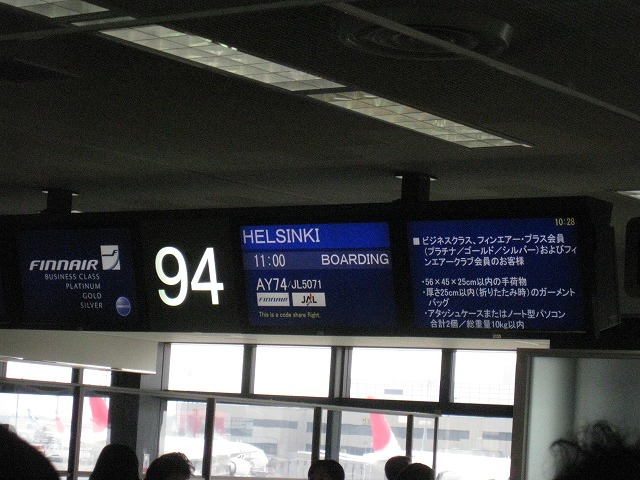 FINNAIR
BUSINESS CLASS
PLATINUM
GOLD
SILVER
94
HELSINKI
11:00 BOARDING
AY74/JL5071
FINNAIR JAL
This is a code share flight.
10:28
■ビジネスクラス、フィンエアー・プラス会員
(プラチナ/ゴールド/シルバー)およびフィ
ンエアークラブ会員のお客様
・56×45×25cm以内の手荷物
・厚さ25cm以内(折りたたみ時)のガーメント
バッグ
・アタッシュケースまたはノート型パソコン
合計2個/総重量10kg以内